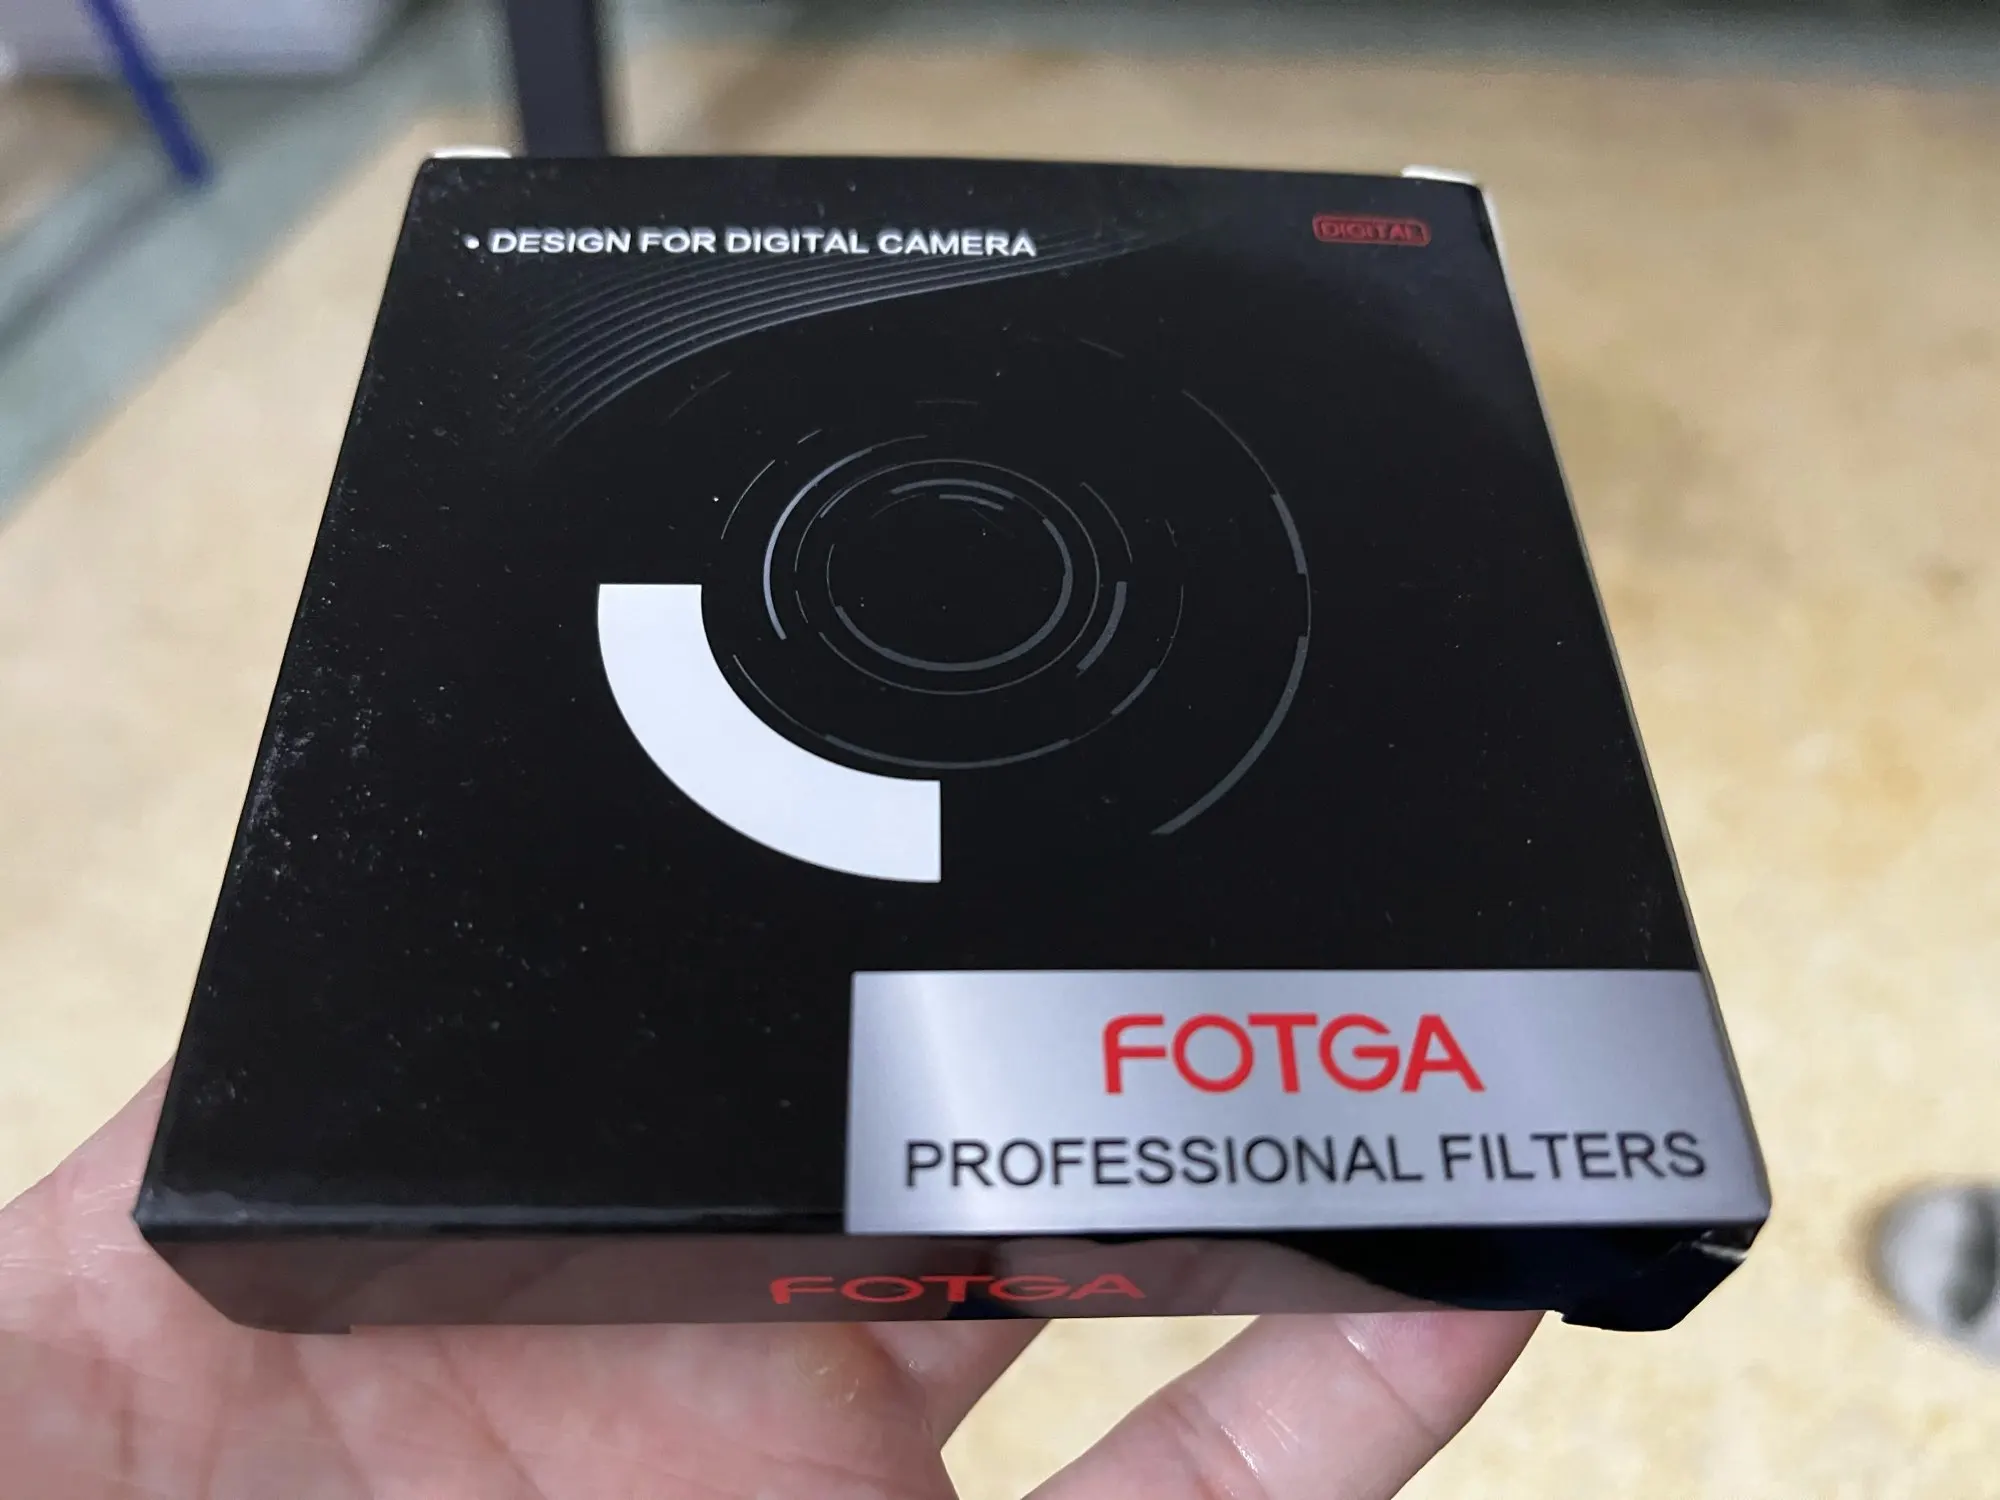 • DESIGN FOR DIGITAL CAMERA
DIGITAL
FOTGA
PROFESSIONAL FILTERS
FOTGA